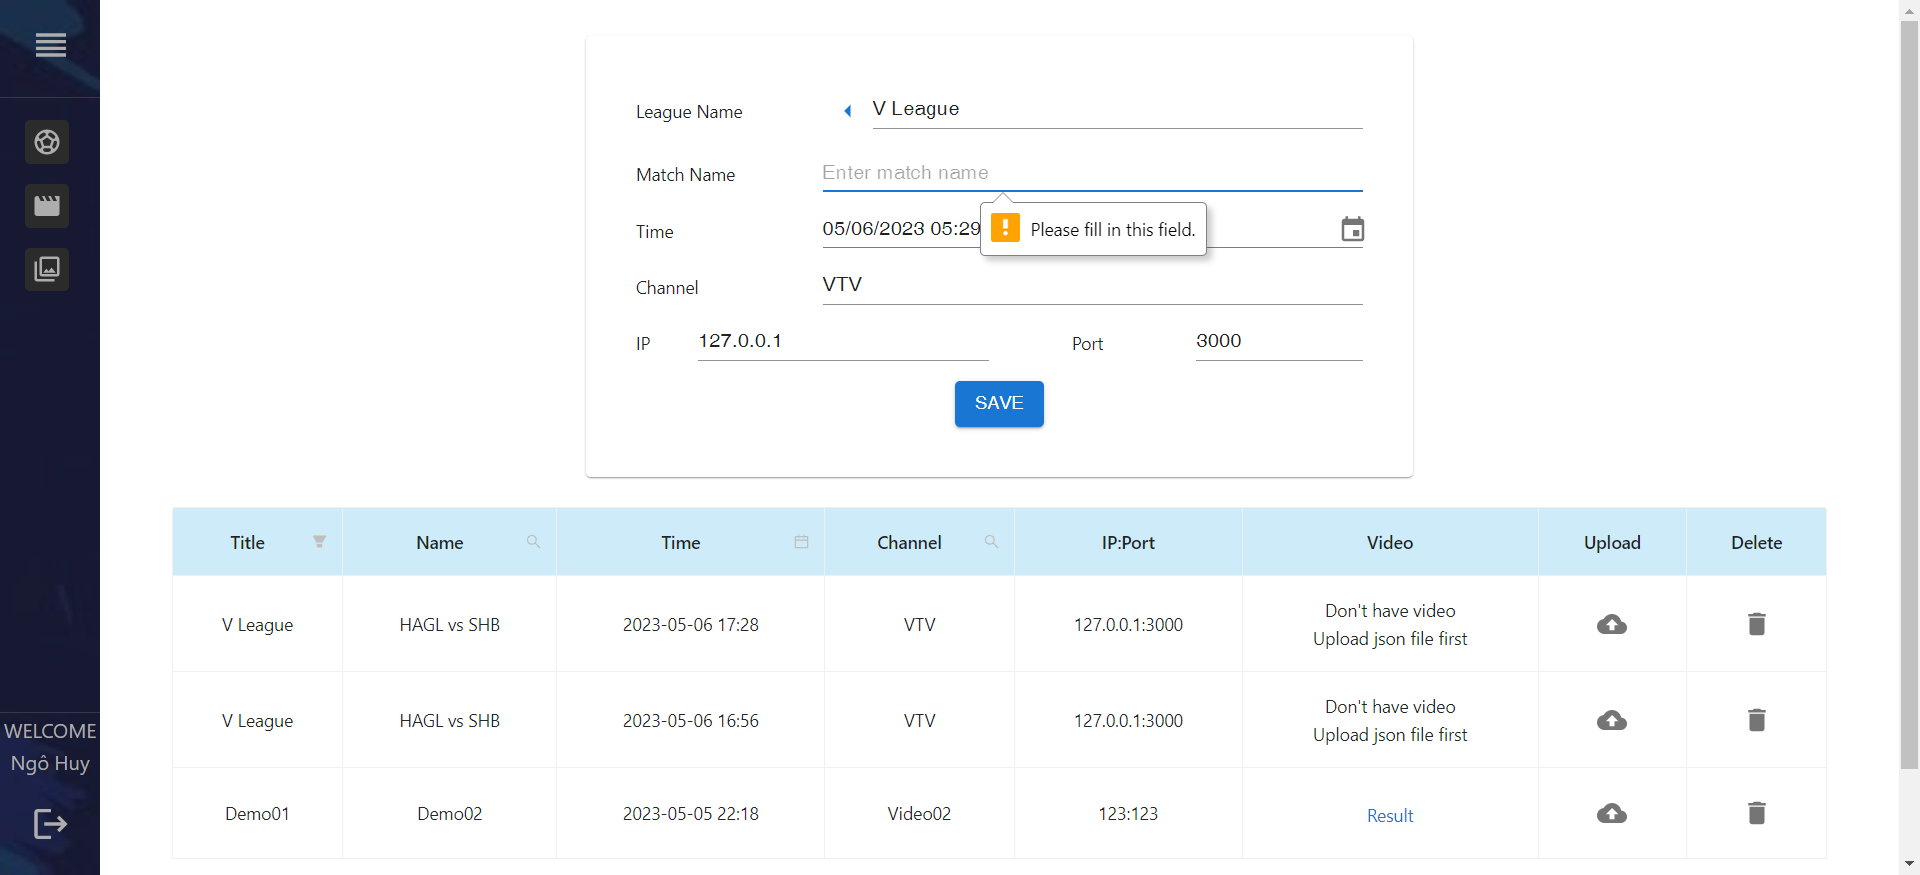 League Name
V League
Match Name
Enter match name
Time
05/06/2023 05:29
Please fill in this field.
Channel
VTV
IP
127.0.0.1
Port
3000
SAVE
Title Name Time Channel IP:Port Video Upload Delete
V League HAGL vs SHB 2023-05-06 17:28 VTV 127.0.0.1:3000 Don't have video
Upload json file first
V League HAGL vs SHB 2023-05-06 16:56 VTV 127.0.0.1:3000 Don't have video
Upload json file first
Demo01 Demo02 2023-05-05 22:18 Video02 123:123 Result
WELCOME
Ngô Huy